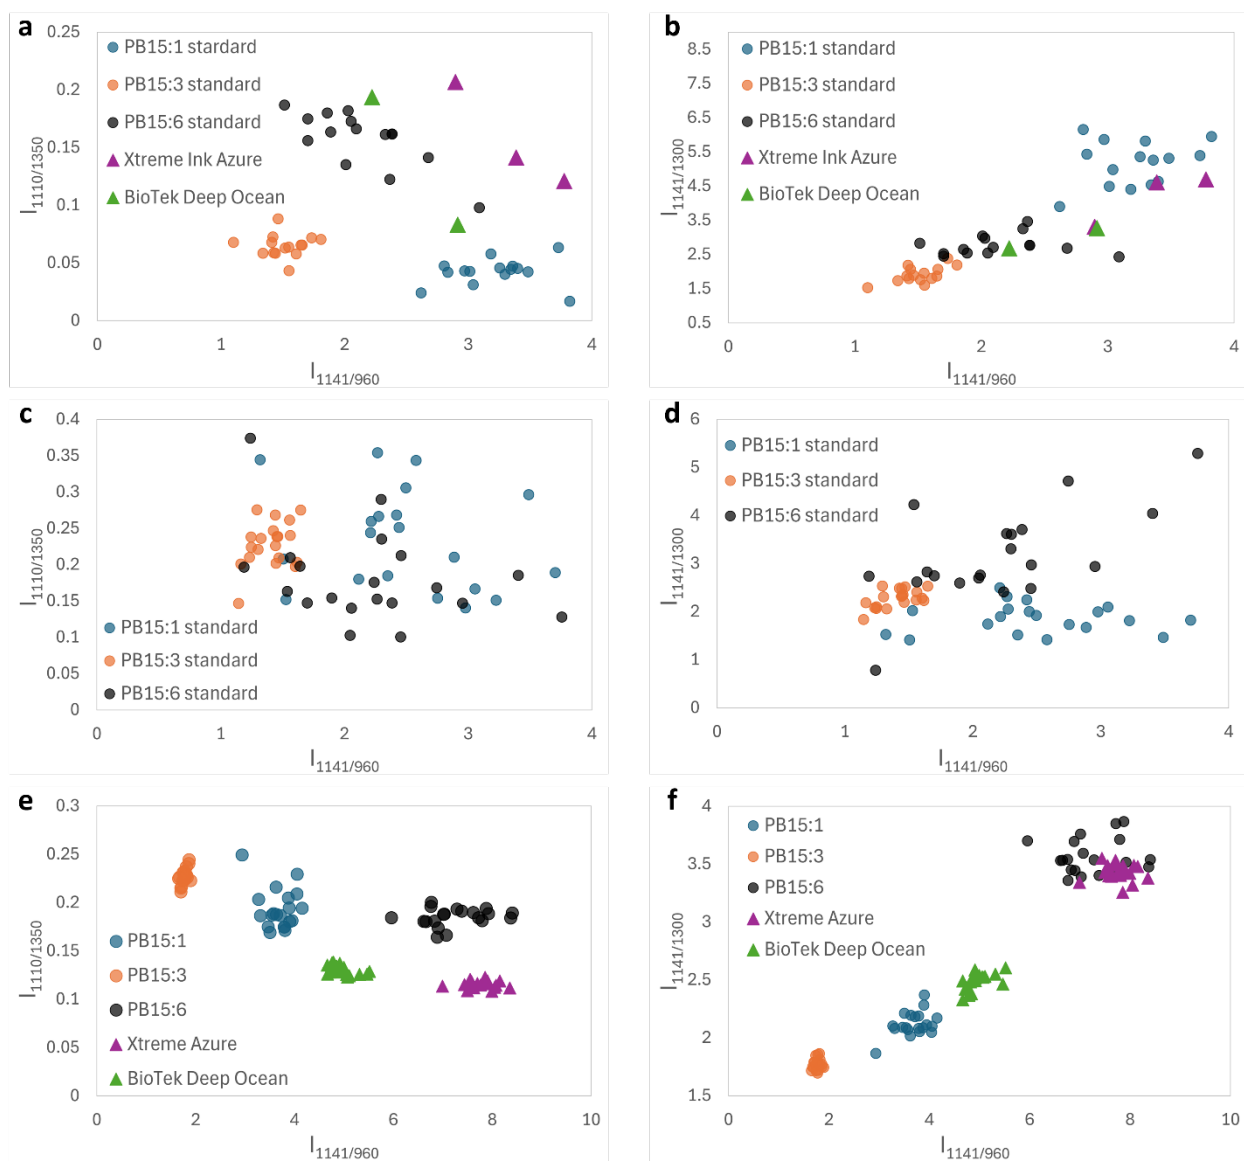 a
0.25
0.2
0.15
0.1
0.05
0
0 1 2 3 4
I1110/1350
I1141/960
PB15:1 stardard
PB15:3 standard
PB15:6 standard
Xtreme Ink Azure
BioTek Deep Ocean
b
8.5
7.5
6.5
5.5
4.5
3.5
2.5
1.5
0.5
0 1 2 3 4
I1141/1300
I1141/960
PB15:1 standard
PB15:3 standard
PB15:6 standard
Xtreme Ink Azure
BioTek Deep Ocean
c
0.4
0.35
0.3
0.25
0.2
0.15
0.1
0.05
0
0 1 2 3 4
I1110/1350
I1141/960
PB15:1 standard
PB15:3 standard
PB15:6 standard
d
6
5
4
3
2
1
0
0 1 2 3 4
I1141/1300
I1141/960
PB15:1 standard
PB15:3 standard
PB15:6 standard
e
0.3
0.25
0.2
0.15
0.1
0.05
0
0 2 4 6 8 10
I1110/1350
I1141/960
PB15:1
PB15:3
PB15:6
Xtreme Azure
BioTek Deep Ocean
f
4
3.5
3
2.5
2
1.5
0 2 4 6 8 10
I1141/1300
I1141/960
PB15:1
PB15:3
PB15:6
Xtreme Azure
BioTek Deep Ocean